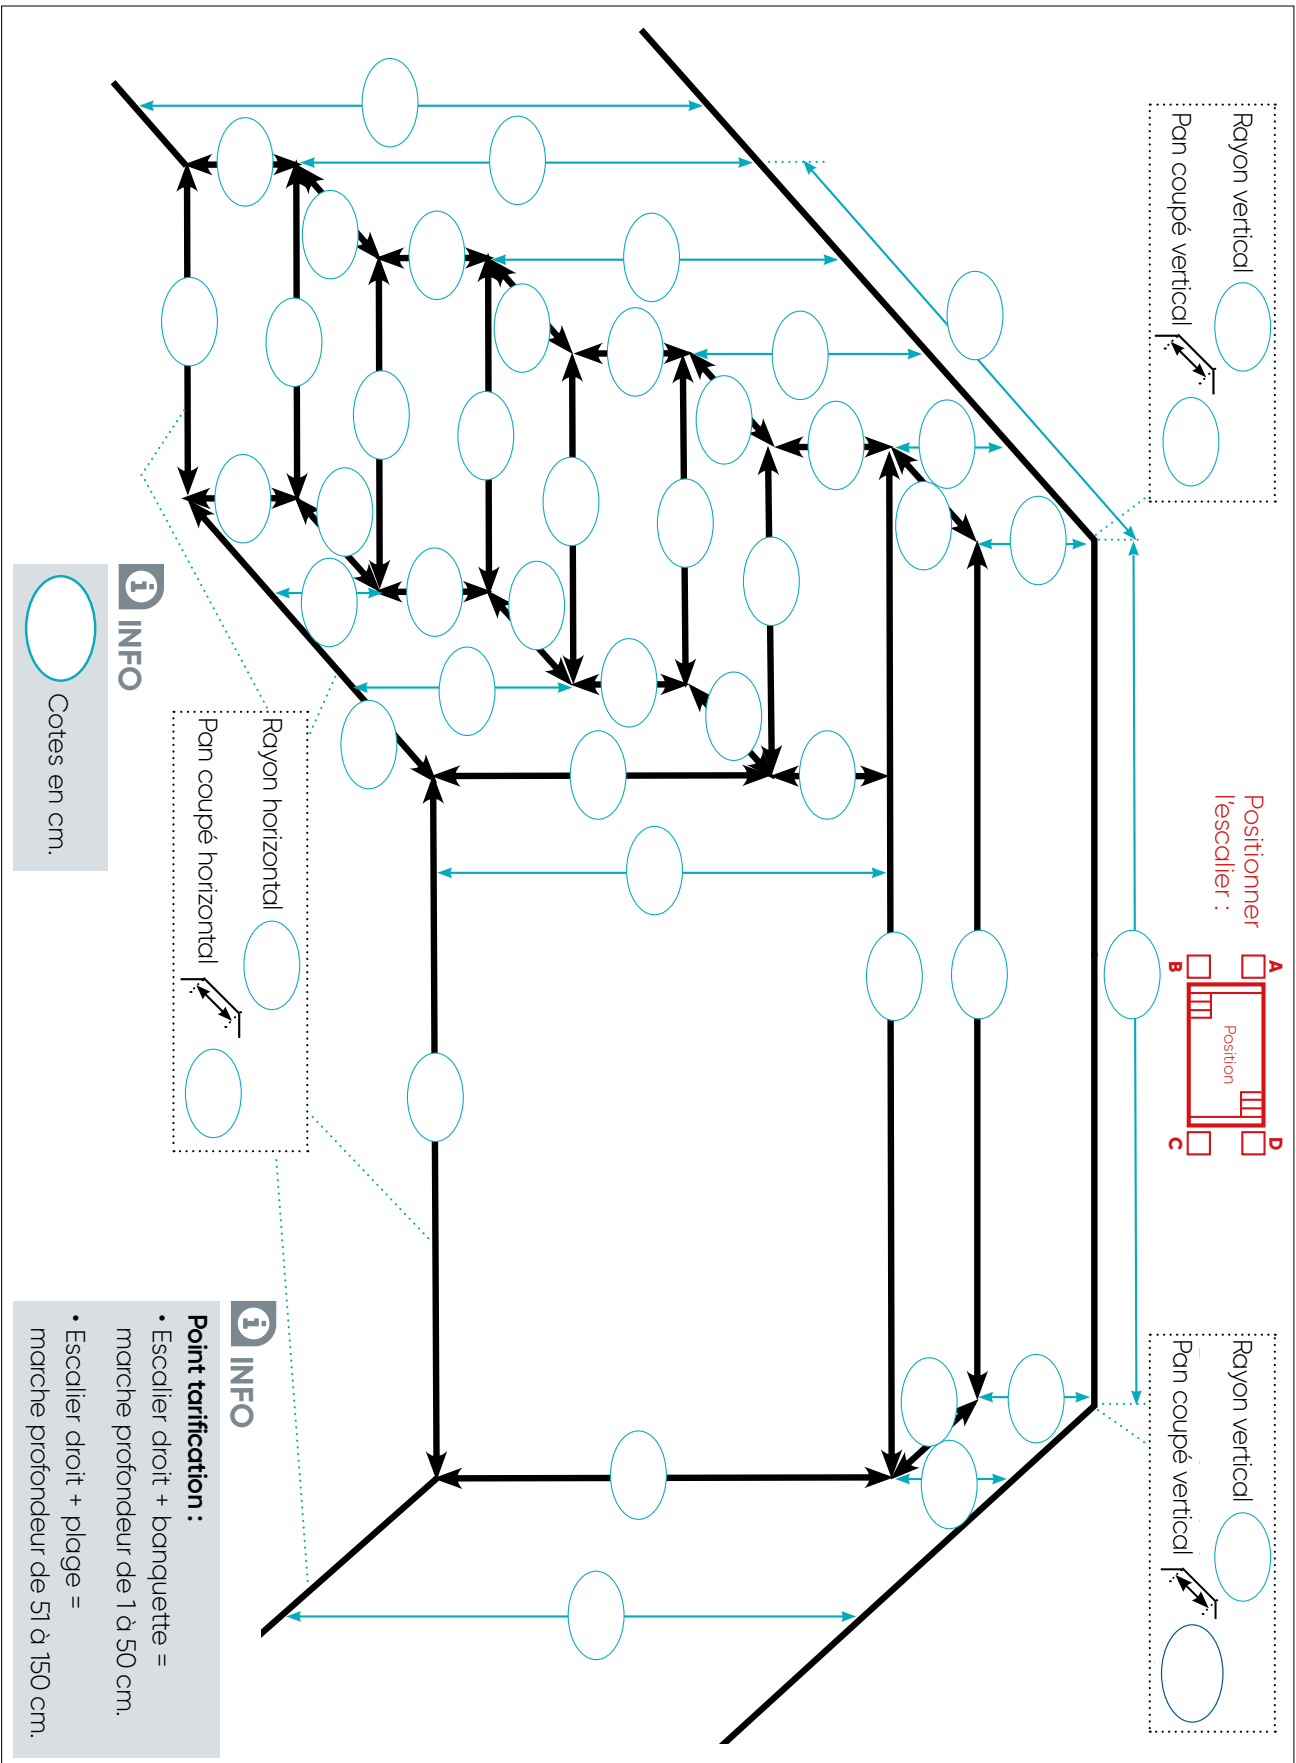 Rayon vertical
Pan coupé vertical
Positionner
l'escalier :
A
B
Position
D
C
Rayon vertical
Pan coupé vertical
Rayon horizontal
Pan coupé horizontal
i INFO
Cotes en cm.
i INFO
Point tarification :
• Escalier droit + banquette =
marche profondeur de 1 à 50 cm.
• Escalier droit + plage =
marche profondeur de 51 à 150 cm.